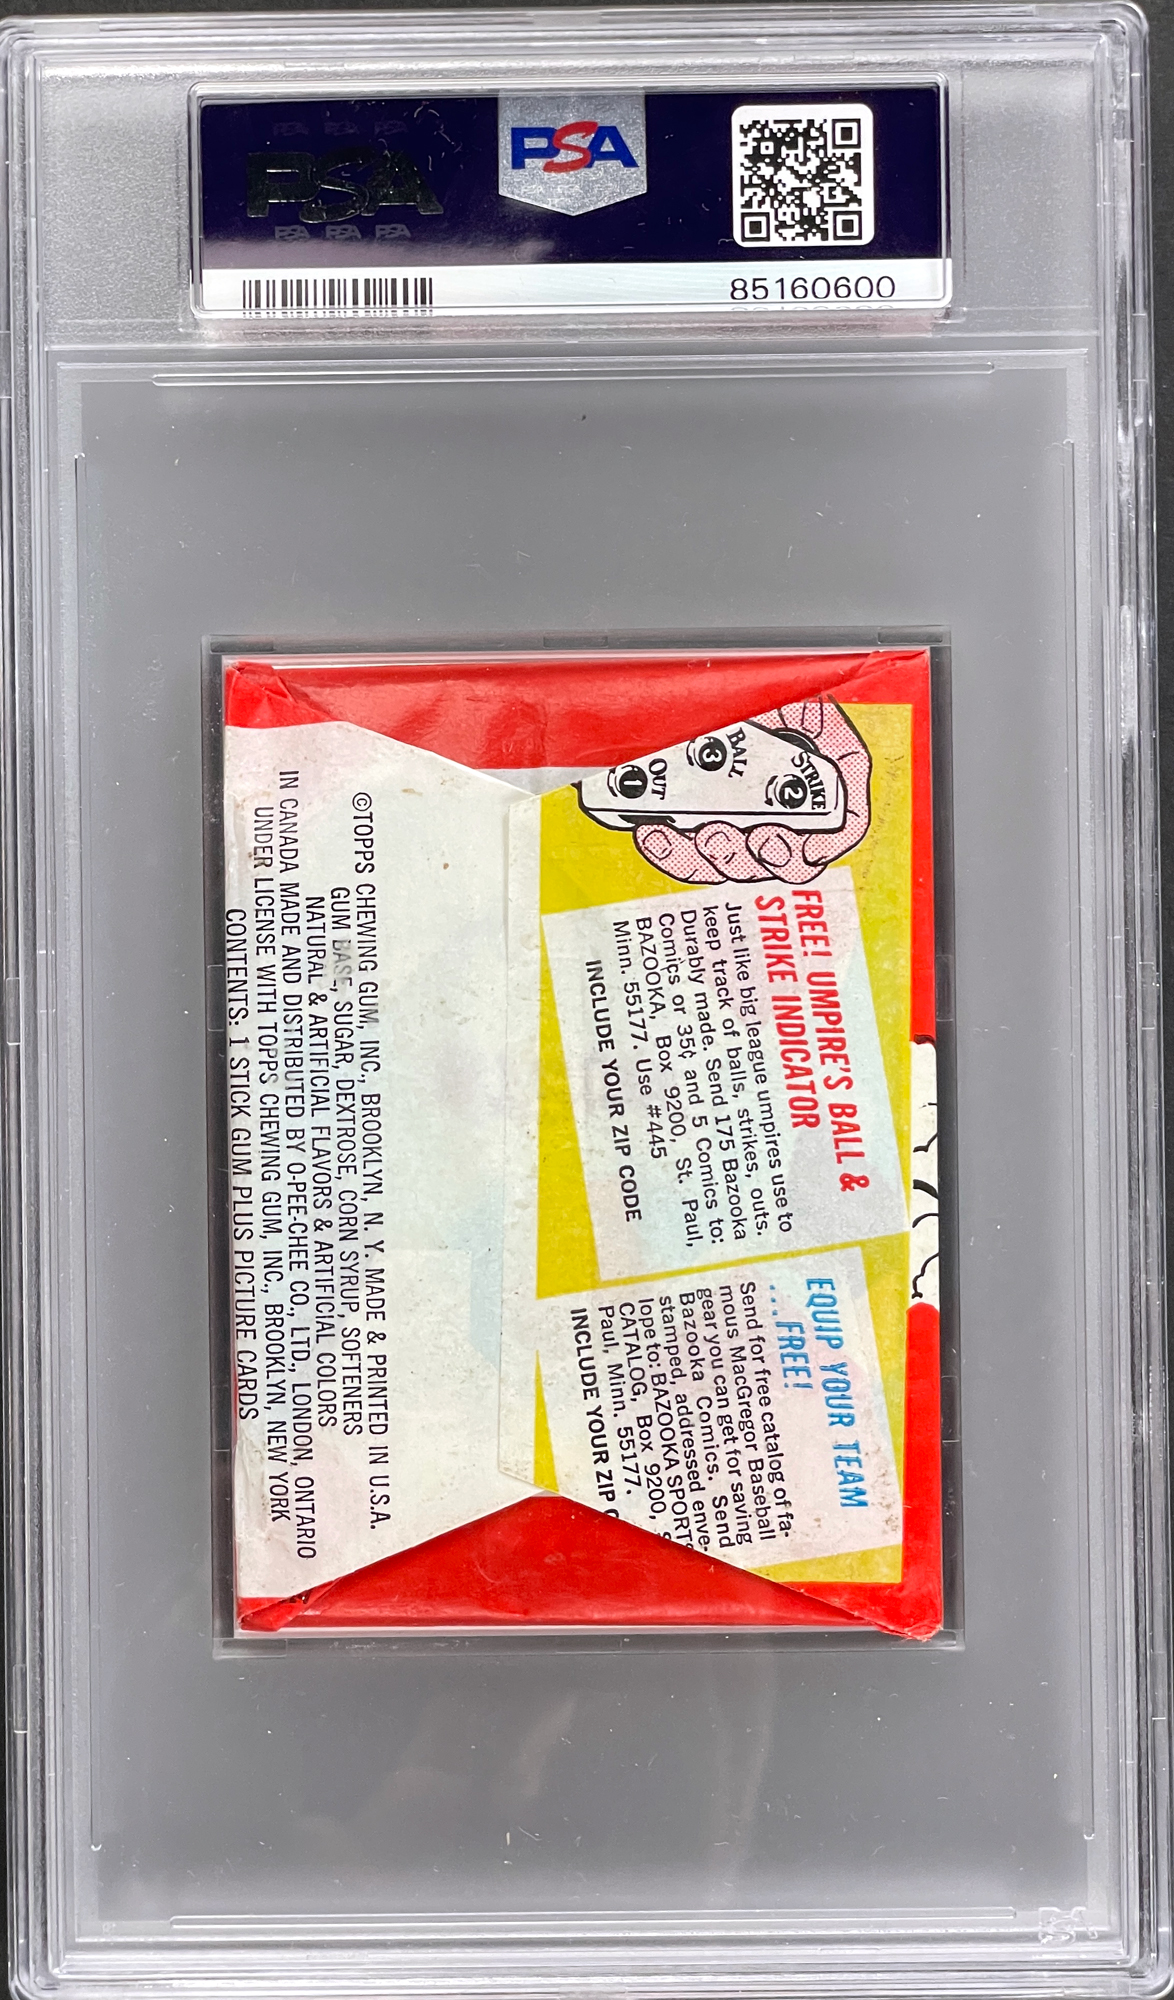 PSA
PSA
85160600
STRIKE
2
BALL
3
OUT
1
FREE! UMPIRE'S BALL &
STRIKE INDICATOR
Just like big league umpires use to
keep track of balls, strikes, outs.
Durably made. Send 175 Bazooka
Comics or 35¢ and 5 Comics to:
BAZOOKA, Box 9200, St. Paul,
Minn. 55177. Use #445
INCLUDE YOUR ZIP CODE
EQUIP YOUR TEAM
...FREE!
Send for free catalog of fa-
mous MacGregor Baseball
gear you can get for saving
Bazooka Comics. Send
stamped, addressed enve-
lope to: BAZOOKA SPORTS
CATALOG, Box 9200,
Paul, Minn. 55177.
INCLUDE YOUR ZIP
©TOPPS CHEWING GUM, INC., BROOKLYN, N. Y. MADE & PRINTED IN U.S.A.
GUM BASE, SUGAR, DEXTROSE, CORN SYRUP, SOFTENERS
NATURAL & ARTIFICIAL FLAVORS & ARTIFICIAL COLORS
IN CANADA MADE AND DISTRIBUTED BY O-PEE-CHEE CO., LTD., LONDON, ONTARIO
UNDER LICENSE WITH TOPPS CHEWING GUM, INC., BROOKLYN, NEW YORK
CONTENTS: 1 STICK GUM PLUS PICTURE CARDS